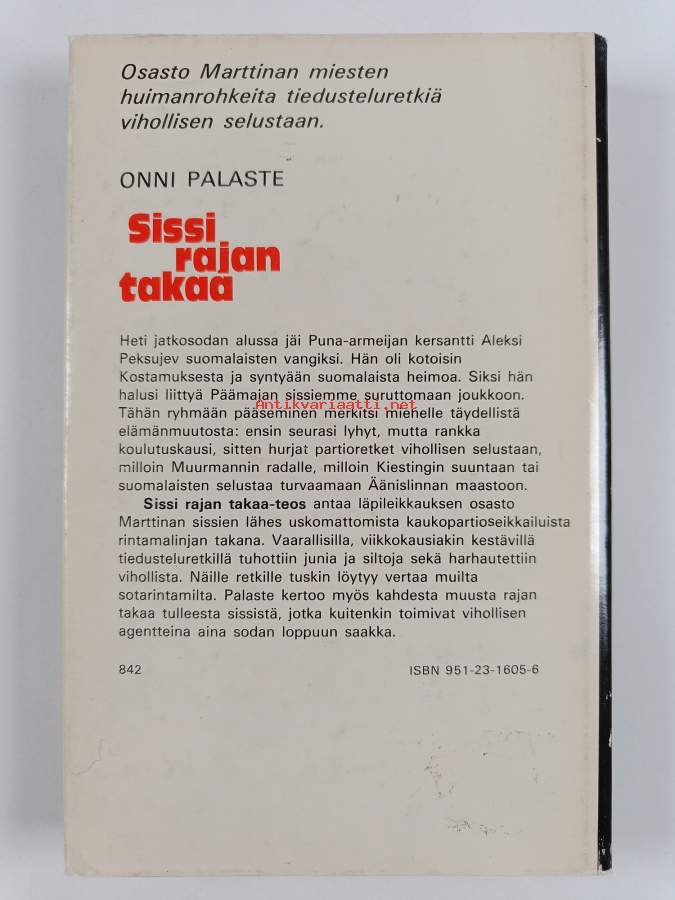 Osasto Marttinan miesten
huimanrohkeita tiedusteluretkiä
vihollisen selustaan.
ONNI PALASTE
Sissi
rajan
takaa
Heti jatkosodan alussa jäi Puna-armeijan kersantti Aleksi
Peksujev suomalaisten vangiksi. Hän oli kotoisin
Kostamuksesta ja syntyään suomalaista heimoa. Siksi hän
halusi liittyä Päämajan sissiemme suruttomaan joukkoon.
Antikvariaatti.net
Tähän ryhmään pääseminen merkitsi miehelle täydellistä
elämänmuutosta: ensin seurasi lyhyt, mutta rankka
koulutuskausi, sitten hurjat partioretket vihollisen selustaan,
milloin Muurmannin radalle, milloin Kiestingin suuntaan tai
suomalaisten selustaa turvaamaan Äänislinnan maastoon.
Sissi rajan takaa-teos antaa läpileikkauksen osasto
Marttinan sissien lähes uskomattomista kaukopartioseikkailuista
rintamalinjan takana. Vaarallisilla, viikkokausiakin kestävillä
tiedusteluretkillä tuhottiin junia ja siltoja sekä harhautettiin
vihollista. Näille retkille tuskin löytyy vertaa muilta
sotarintamilta. Palaste kertoo myös kahdesta muusta rajan
takaa tulleesta sissistä, jotka kuitenkin toimivat vihollisen
agentteina aina sodan loppuun saakka.
842
ISBN 951-23-1605-6